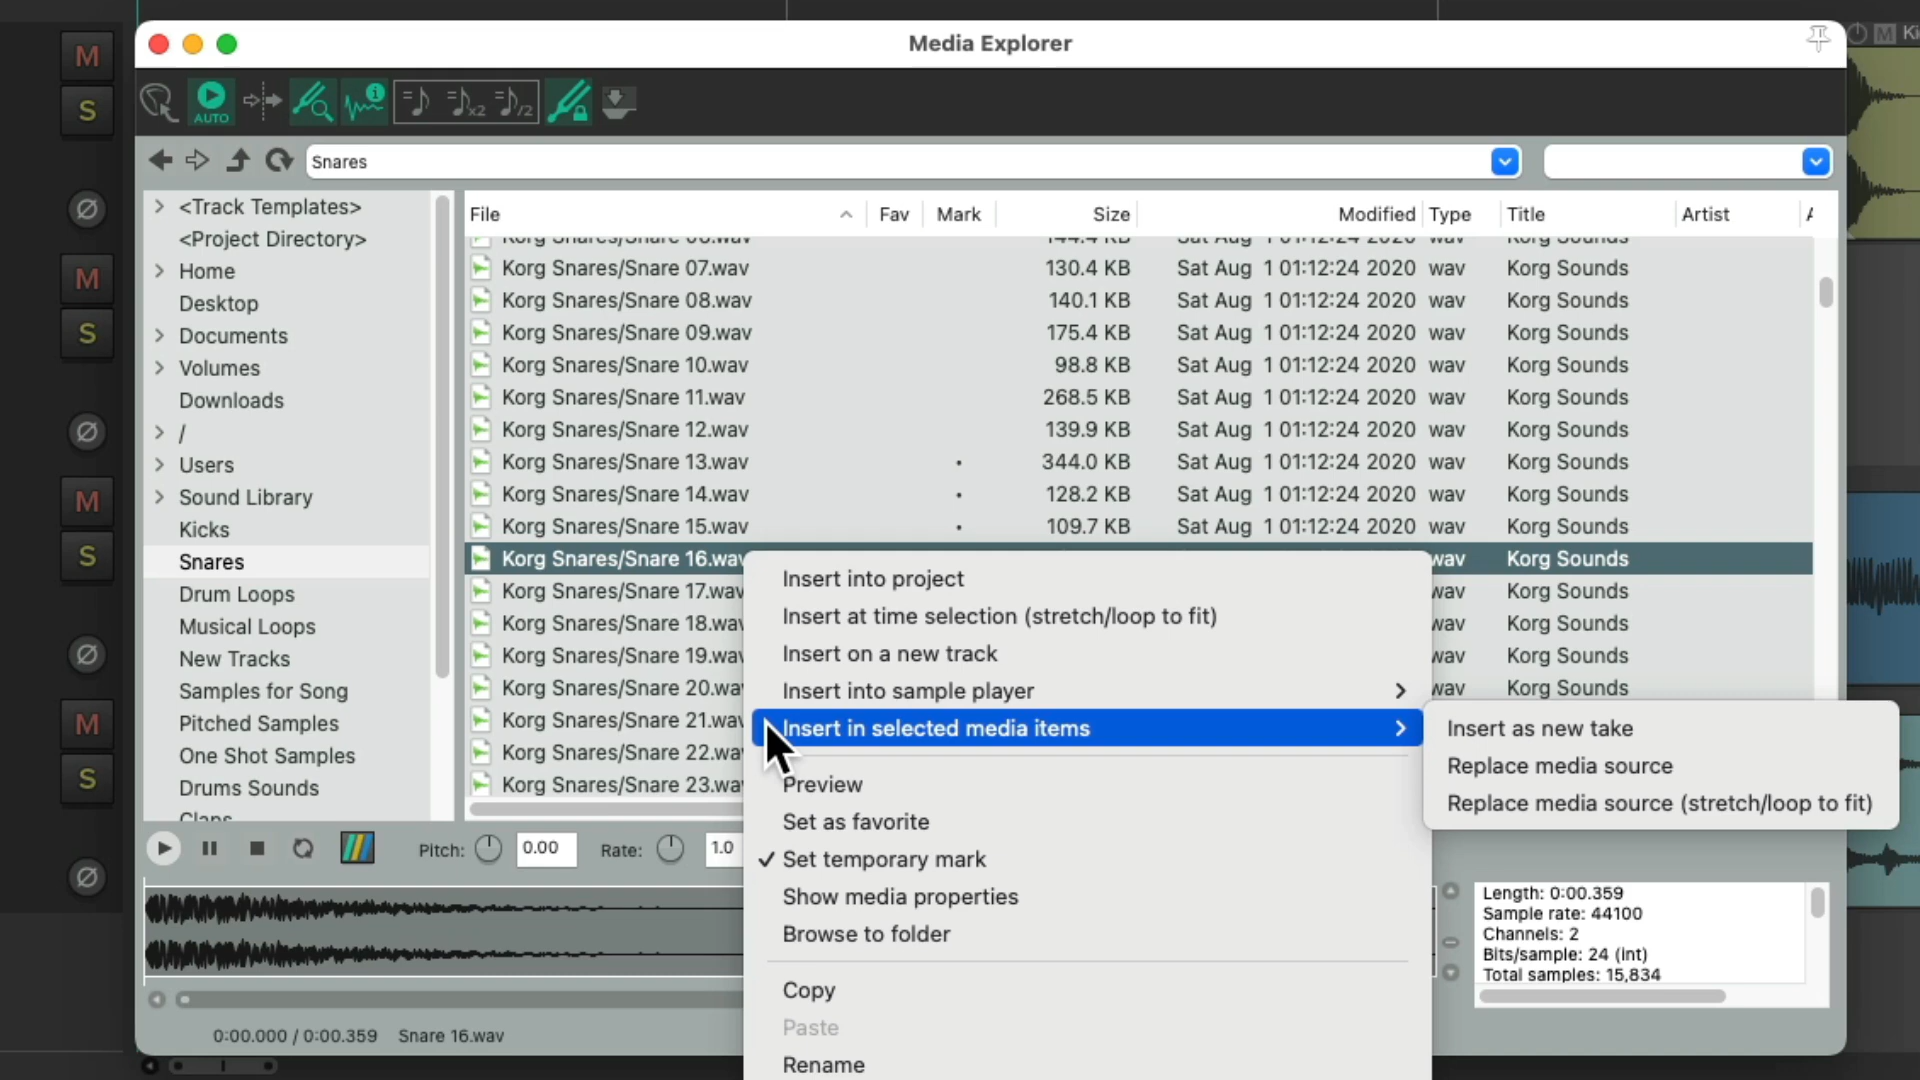 Media Explorer
M
S
Ø
M
S
Ø
M
S
Ø
M
S
Ø
M
AUTO
x2
/2
Snares
<Track Templates>
<Project Directory>
Home
Desktop
Documents
Volumes
Downloads
/
Users
Sound Library
Kicks
Snares
Drum Loops
Musical Loops
New Tracks
Samples for Song
Pitched Samples
One Shot Samples
Drums Sounds
Claps
File Fav Mark Size Modified Type Title Artist
Korg Snares/Snare 07.wav 130.4 KB Sat Aug 1 01:12:24 2020 wav Korg Sounds
Korg Snares/Snare 08.wav 140.1 KB Sat Aug 1 01:12:24 2020 wav Korg Sounds
Korg Snares/Snare 09.wav 175.4 KB Sat Aug 1 01:12:24 2020 wav Korg Sounds
Korg Snares/Snare 10.wav 98.8 KB Sat Aug 1 01:12:24 2020 wav Korg Sounds
Korg Snares/Snare 11.wav 268.5 KB Sat Aug 1 01:12:24 2020 wav Korg Sounds
Korg Snares/Snare 12.wav 139.9 KB Sat Aug 1 01:12:24 2020 wav Korg Sounds
Korg Snares/Snare 13.wav • 344.0 KB Sat Aug 1 01:12:24 2020 wav Korg Sounds
Korg Snares/Snare 14.wav • 128.2 KB Sat Aug 1 01:12:24 2020 wav Korg Sounds
Korg Snares/Snare 15.wav • 109.7 KB Sat Aug 1 01:12:24 2020 wav Korg Sounds
Korg Snares/Snare 16.wav wav Korg Sounds
Korg Snares/Snare 17.wav wav Korg Sounds
Korg Snares/Snare 18.wav wav Korg Sounds
Korg Snares/Snare 19.wav wav Korg Sounds
Korg Snares/Snare 20.wav wav Korg Sounds
Korg Snares/Snare 21.wav
Korg Snares/Snare 22.wav
Korg Snares/Snare 23.wav
Insert into project
Insert at time selection (stretch/loop to fit)
Insert on a new track
Insert into sample player
Insert in selected media items
Preview
Set as favorite
✓ Set temporary mark
Show media properties
Browse to folder
Copy
Paste
Rename
Insert as new take
Replace media source
Replace media source (stretch/loop to fit)
Pitch: 0.00 Rate: 1.0
Length: 0:00.359
Sample rate: 44100
Channels: 2
Bits/sample: 24 (int)
Total samples: 15,834
0:00.000 / 0:00.359 Snare 16.wav